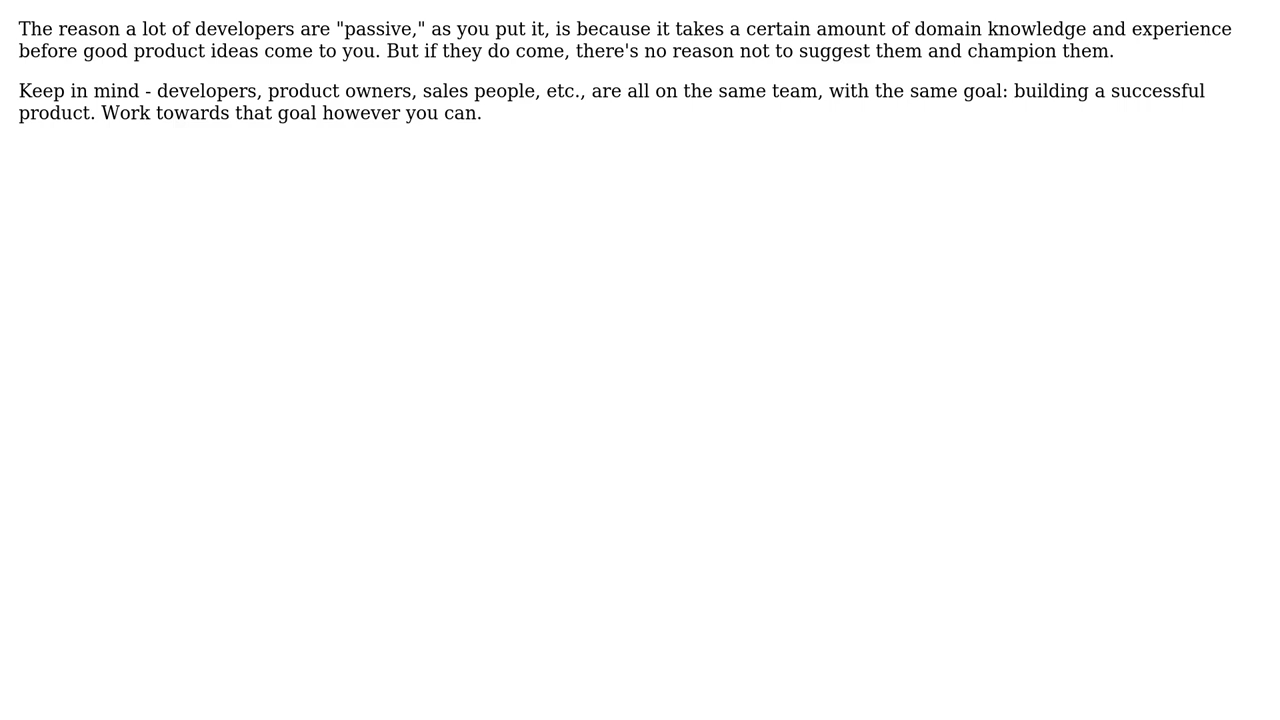 The reason a lot of developers are "passive," as you put it, is because it takes a certain amount of domain knowledge and experience
before good product ideas come to you. But if they do come, there's no reason not to suggest them and champion them.
Keep in mind - developers, product owners, sales people, etc., are all on the same team, with the same goal: building a successful
product. Work towards that goal however you can.